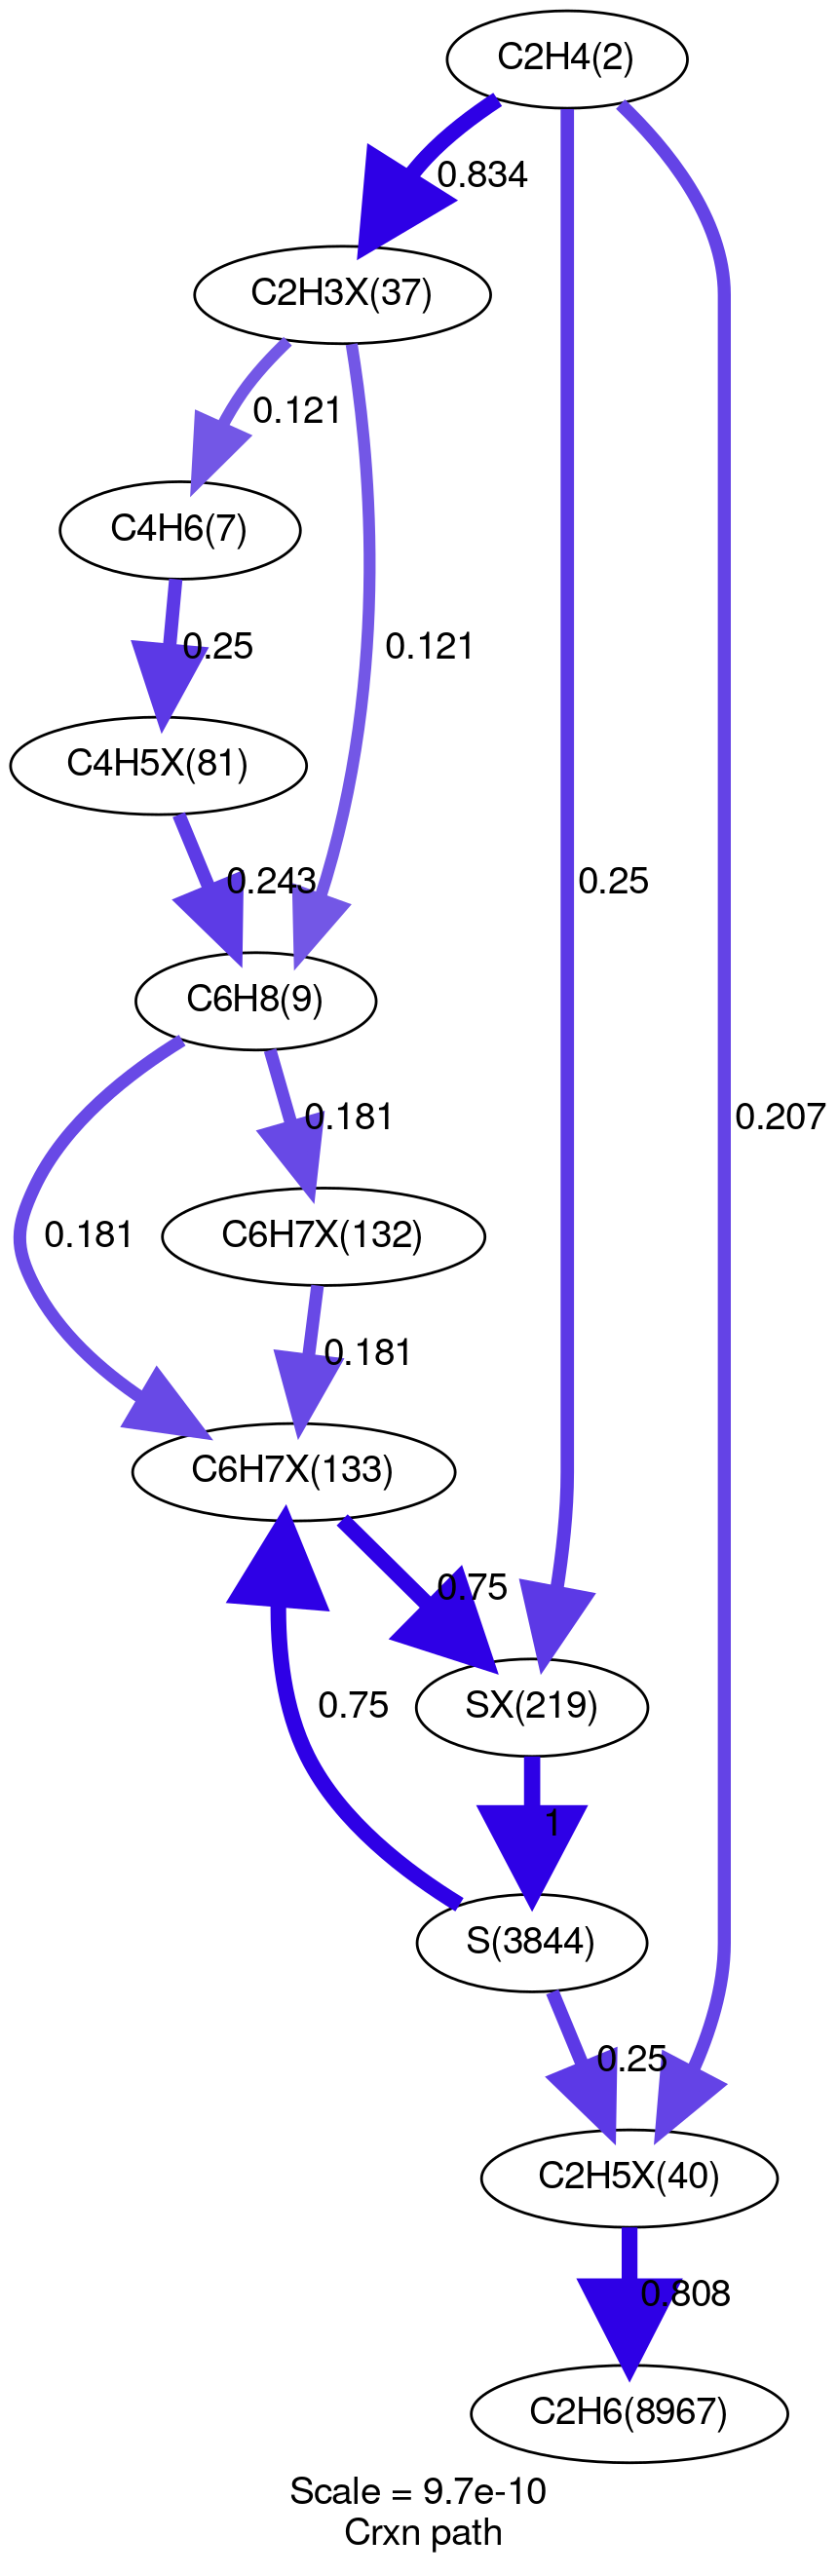 C2H4(2)
0.834
C2H3X(37)
0.121
C4H6(7)
0.25
0.121
C4H5X(81)
0.243
0.25
C6H8(9)
0.181
0.207
0.181
C6H7X(132)
0.181
C6H7X(133)
0.75
0.75
SX(219)
1
S(3844)
0.25
C2H5X(40)
0.808
C2H6(8967)
Scale = 9.7e-10
Crxn path